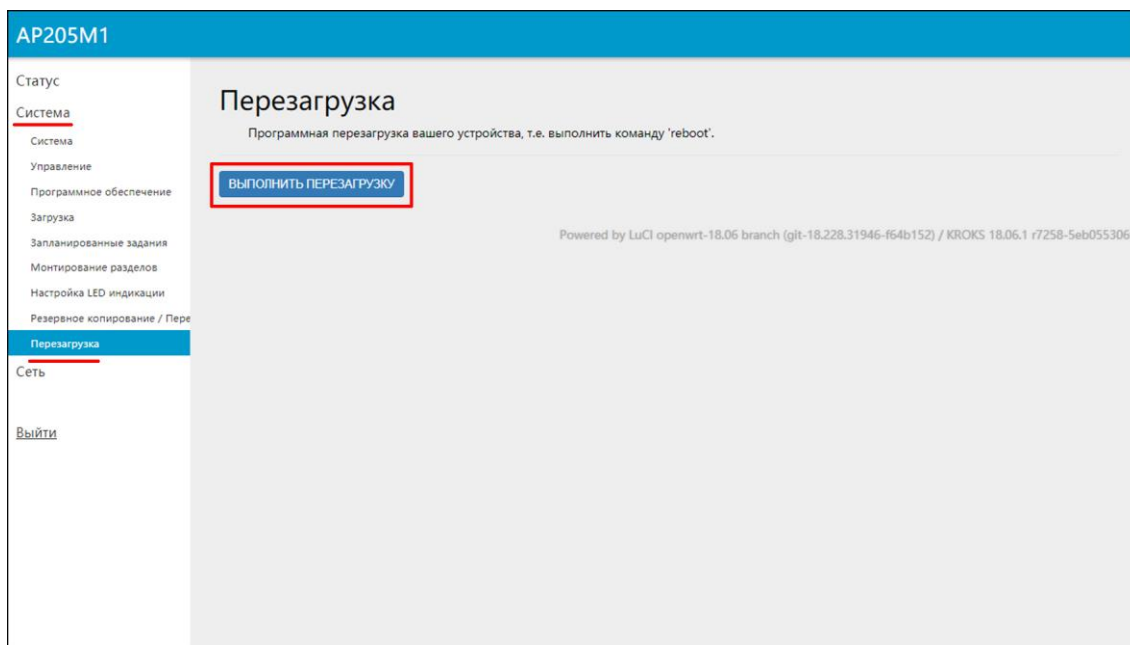 AP205M1
Статус
Система
Система
Управление
Программное обеспечение
Загрузка
Запланированные задания
Монтирование разделов
Настройка LED индикации
Резервное копирование / Пере
Перезагрузка
Сеть
Выйти
Перезагрузка
Программная перезагрузка вашего устройства, т.е. выполнить команду 'reboot'.
ВЫПОЛНИТЬ ПЕРЕЗАГРУЗКУ
Powered by LuCI openwrt-18.06 branch (git-18.228.31946-f64b152) / KROKS 18.06.1 r7258-5eb055306